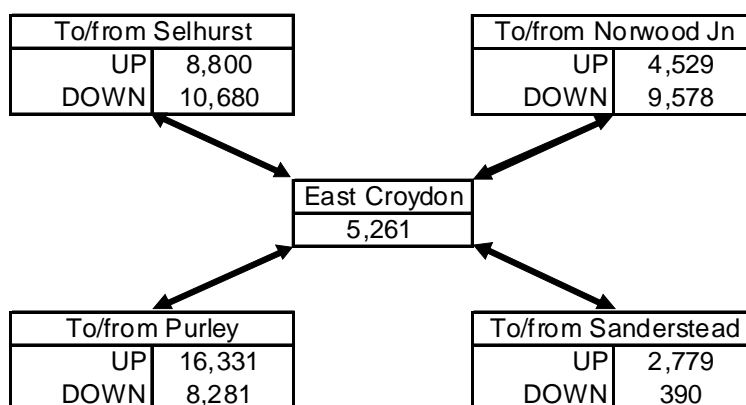 To/from Selhurst
UP 8,800
DOWN 10,680
To/from Norwood Jn
UP 4,529
DOWN 9,578
East Croydon
5,261
To/from Purley
UP 16,331
DOWN 8,281
To/from Sanderstead
UP 2,779
DOWN 390